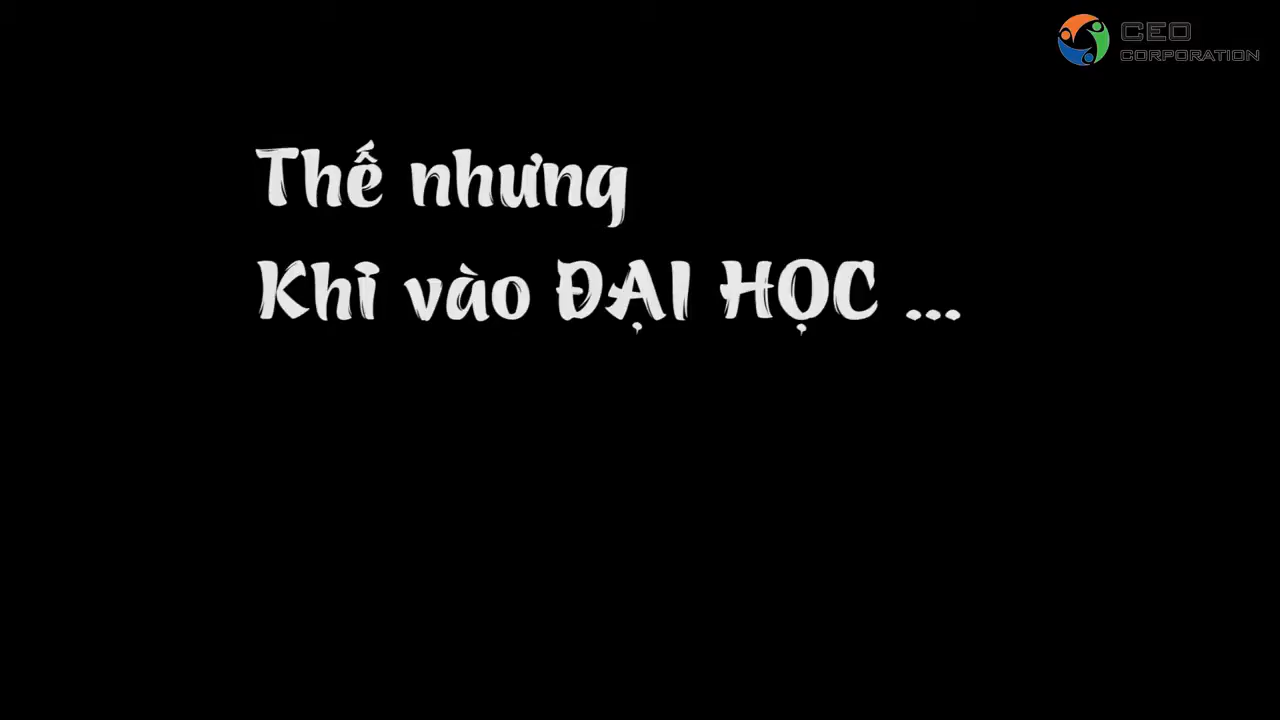 CEO
CORPORATION
Thế nhưng
Khi vào ĐẠI HỌC ...